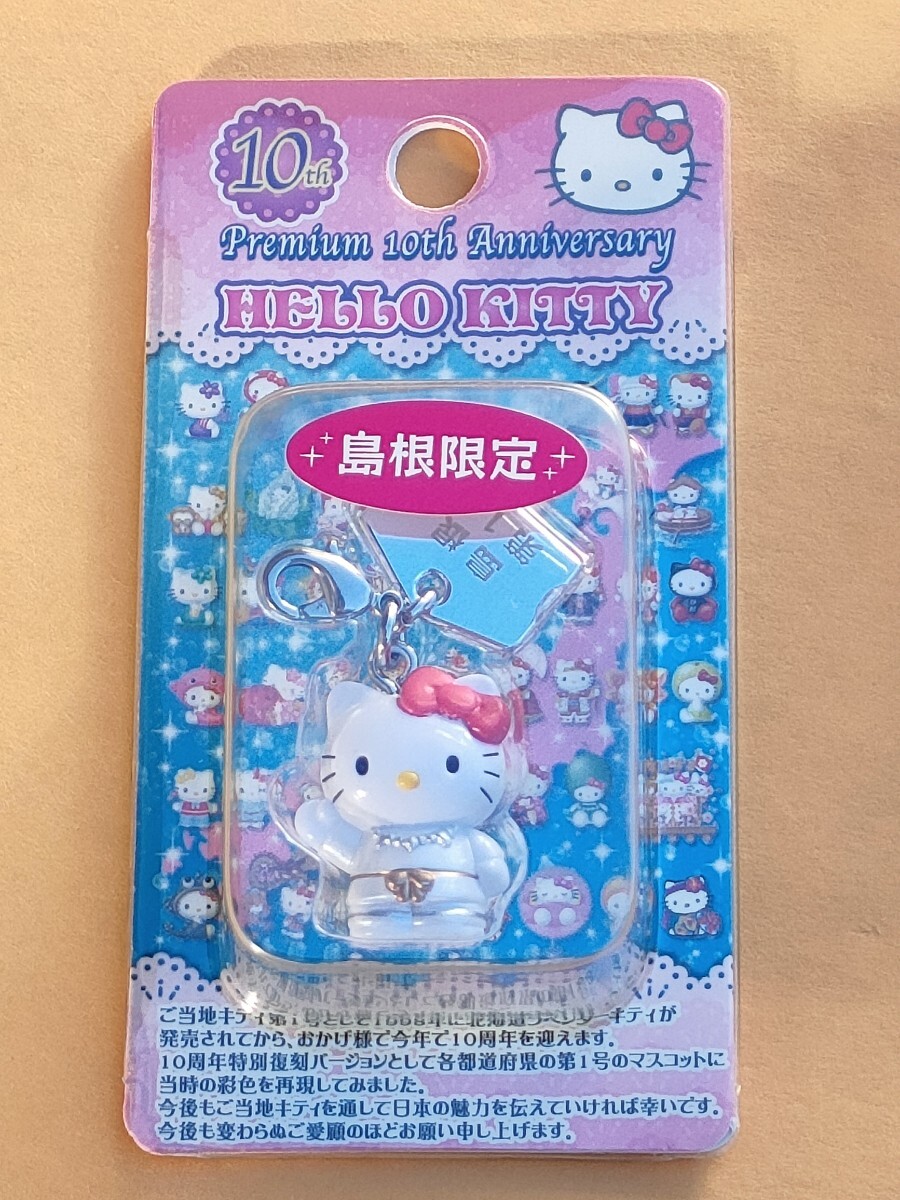 10th
Premium 10th Anniversary
HELLO KITTY
島根限定
ご当地キティ第1号として1998年に北海道ラベンダーキティが
発売されてから、おかげ様で今年で10周年を迎えます。
10周年特別復刻バージョンとして各都道府県の第1号のマスコットに
当時の彩色を再現してみました。
今後もご当地キティを通して日本の魅力を伝えていければ幸いです。
今後も変わらぬご愛顧のほどお願い申し上げます。